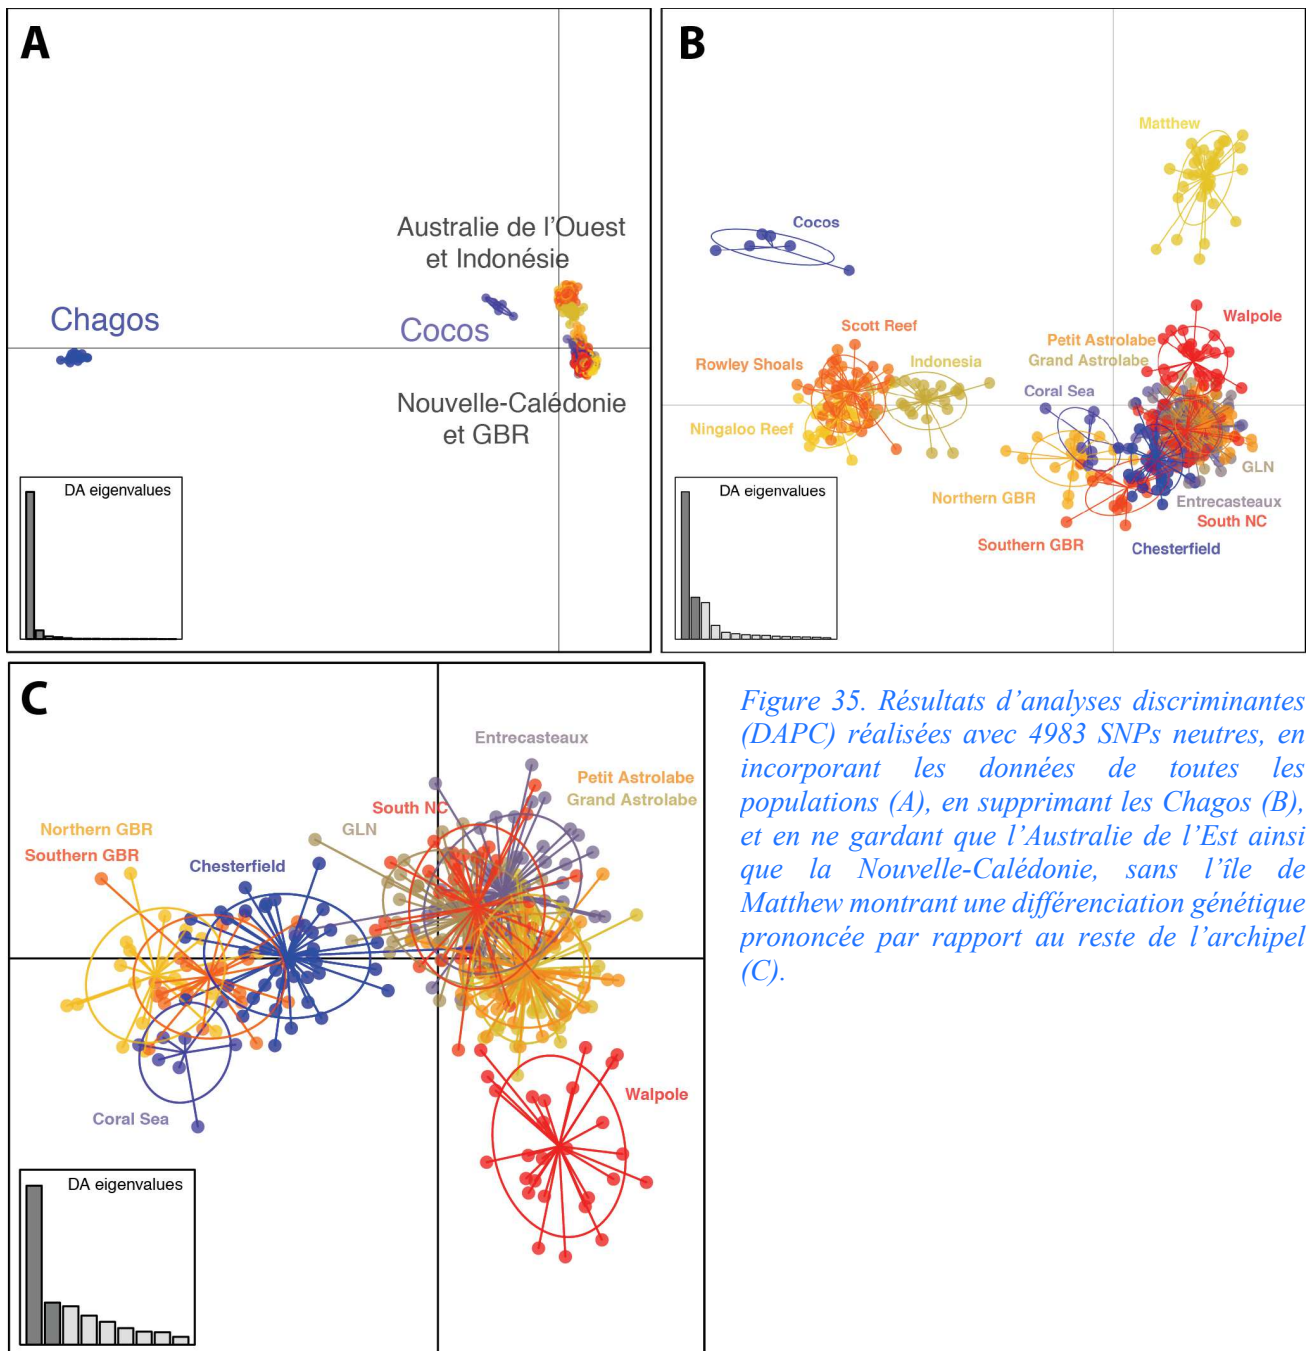 A
Australie de l'Ouest
et Indonésie
Chagos
Cocos
Nouvelle-Calédonie
et GBR
DA eigenvalues
B
Matthew
Cocos
Walpole
Scott Reef
Petit Astrolabe
Grand Astrolabe
Rowley Shoals
Indonesia
Coral Sea
Ningaloo Reef
GLN
Northern GBR
Entrecasteaux
South NC
Southern GBR
Chesterfield
DA eigenvalues
C
Entrecasteaux
Petit Astrolabe
Grand Astrolabe
South NC
GLN
Northern GBR
Southern GBR
Chesterfield
Coral Sea
Walpole
DA eigenvalues
Figure 35. Résultats d'analyses discriminantes
(DAPC) réalisées avec 4983 SNPs neutres, en
incorporant les données de toutes les
populations (A), en supprimant les Chagos (B),
et en ne gardant que l'Australie de l'Est ainsi
que la Nouvelle-Calédonie, sans l'île de
Matthew montrant une différenciation génétique
prononcée par rapport au reste de l'archipel
(C).